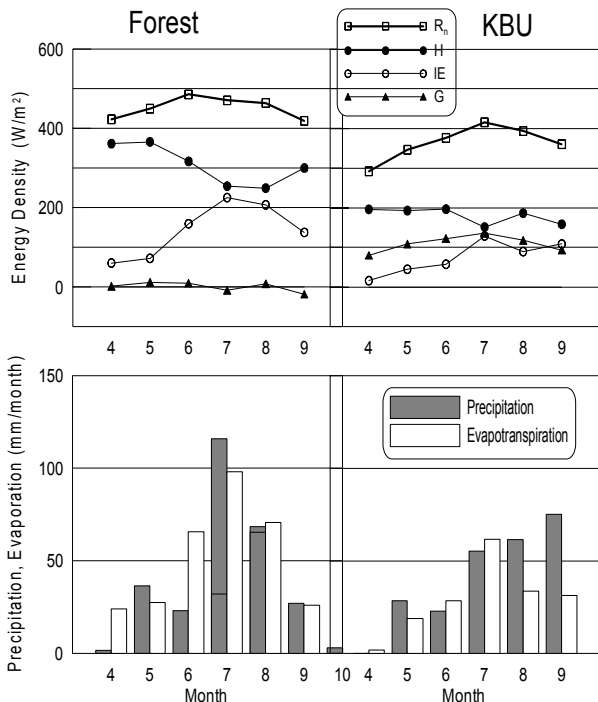 Forest
KBU
Rn
H
lE
G
Energy Density (W/m²)
600
400
200
0
4 5 6 7 8 9
4 5 6 7 8 9
Precipitation, Evaporation (mm/month)
150
100
50
0
Precipitation
Evapotranspiration
4 5 6 7 8 9 10 4 5 6 7 8 9
Month
Month